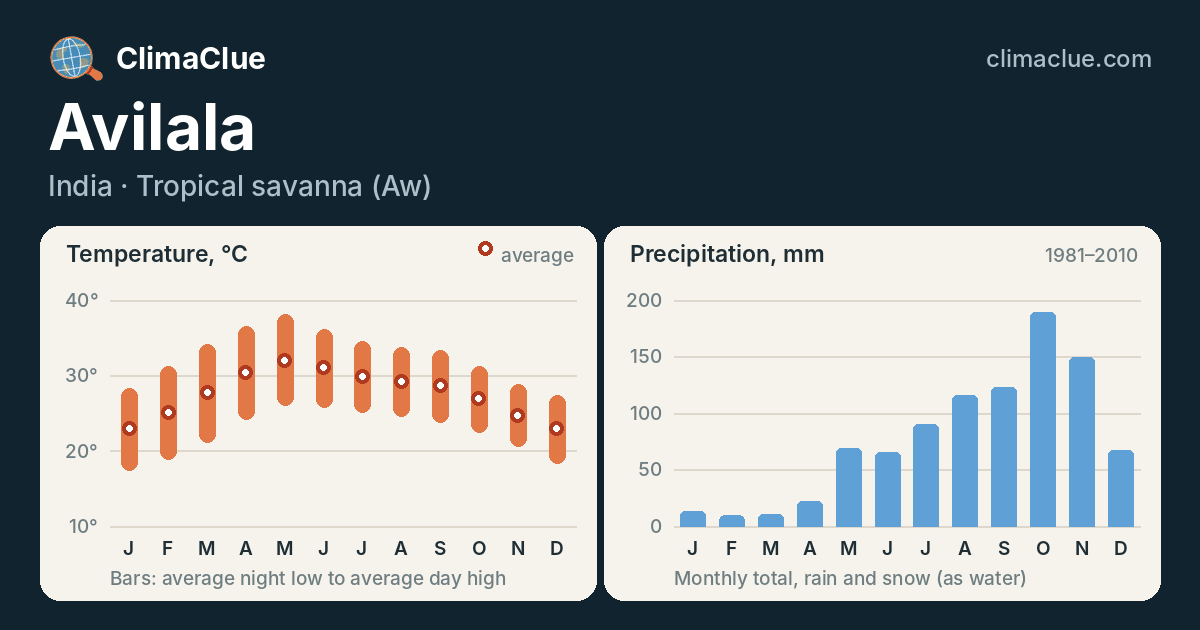 ClimaClue
climaclue.com
Avilala
India · Tropical savanna (Aw)
Temperature, °C
average
40°
30°
20°
10°
J F M A M J J A S O N D
Bars: average night low to average day high
Precipitation, mm
1981–2010
200
150
100
50
0
J F M A M J J A S O N D
Monthly total, rain and snow (as water)